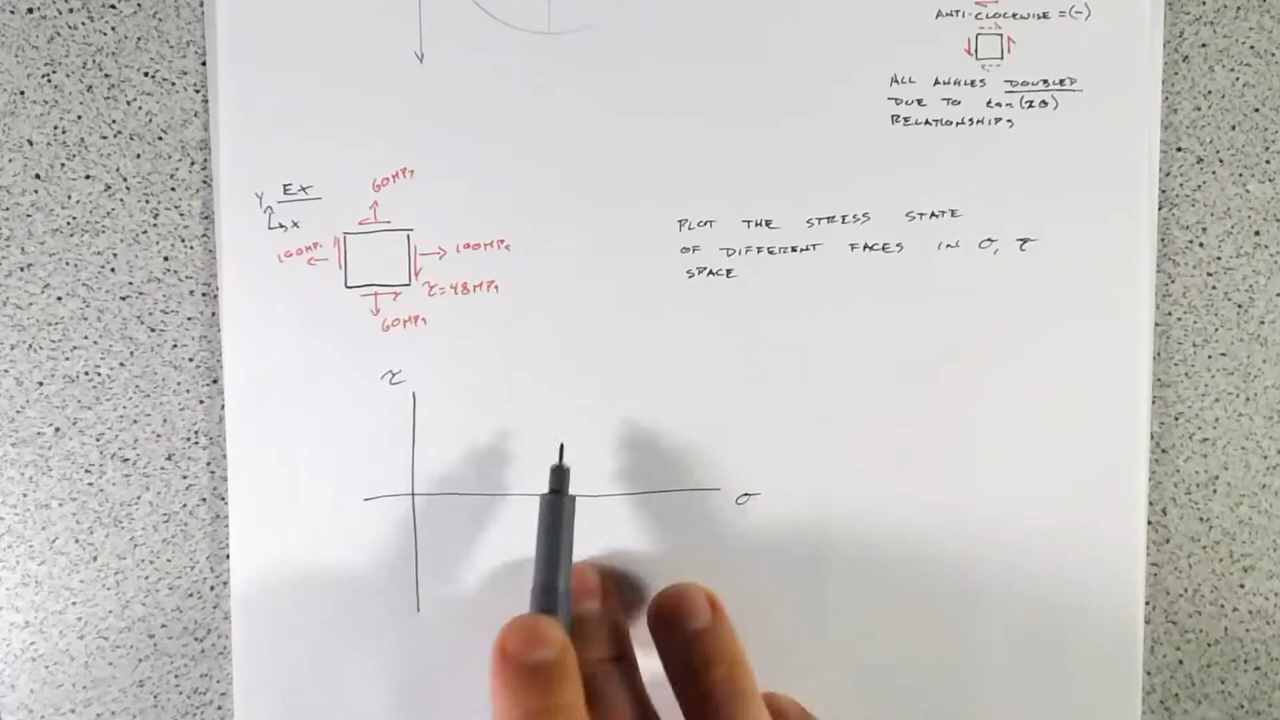 ANTI-CLOCKWISE = (-)
ALL ANGLES DOUBLED
DUE TO tan(2θ)
RELATIONSHIPS
60MPa
Y Ex
x
100MPa
100MPa
τ=48MPa
60MPa
PLOT THE STRESS STATE
OF DIFFERENT FACES IN σ, τ
SPACE
τ
σ